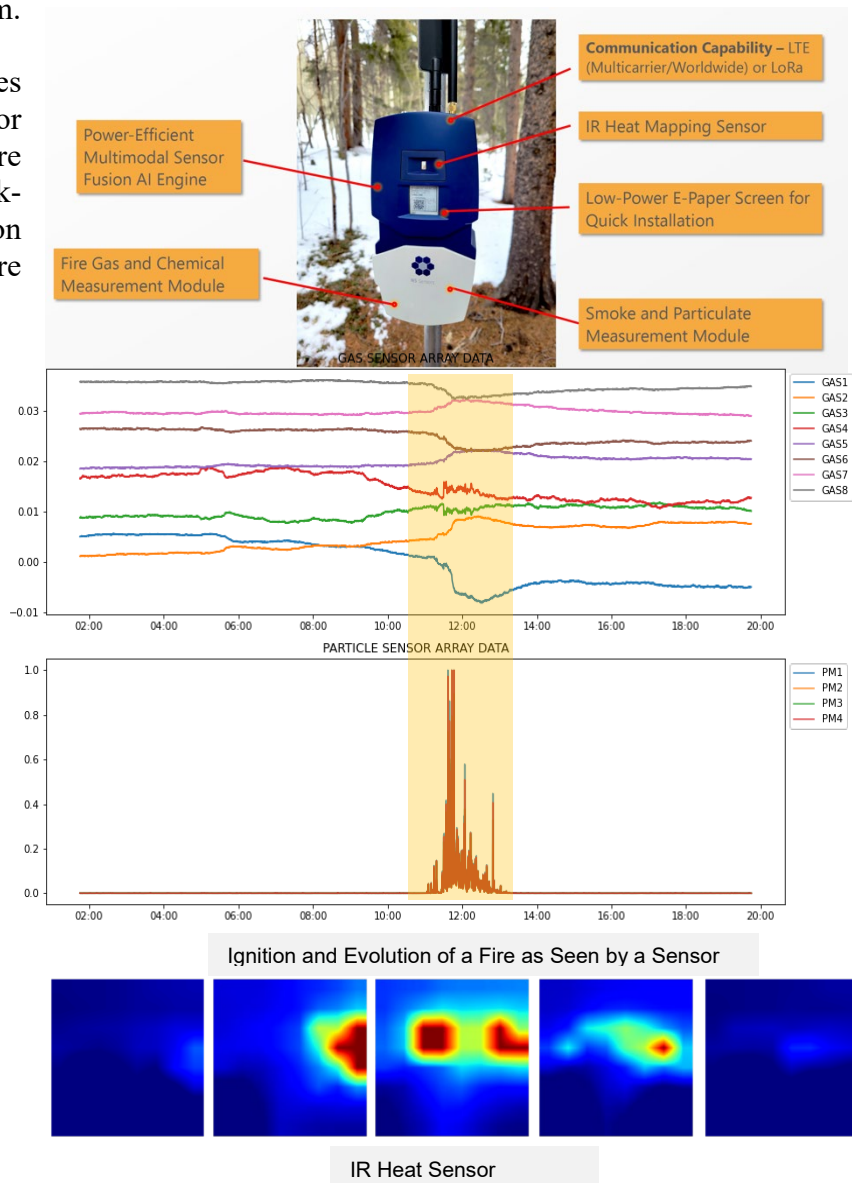 n.
es
or
re
k-
on
re
Communication Capability – LTE
(Multicarrier/Worldwide) or LoRa
Power-Efficient
Multimodal Sensor
Fusion AI Engine
IR Heat Mapping Sensor
Low-Power E-Paper Screen for
Quick Installation
Fire Gas and Chemical
Measurement Module
Smoke and Particulate
Measurement Module
GAS SENSOR ARRAY DATA
0.03
0.02
0.01
0.00
−0.01
02:00 04:00 06:00 08:00 10:00 12:00 14:00 16:00 18:00 20:00
GAS1
GAS2
GAS3
GAS4
GAS5
GAS6
GAS7
GAS8
PARTICLE SENSOR ARRAY DATA
1.0
0.8
0.6
0.4
0.2
0.0
02:00 04:00 06:00 08:00 10:00 12:00 14:00 16:00 18:00 20:00
PM1
PM2
PM3
PM4
Ignition and Evolution of a Fire as Seen by a Sensor
IR Heat Sensor